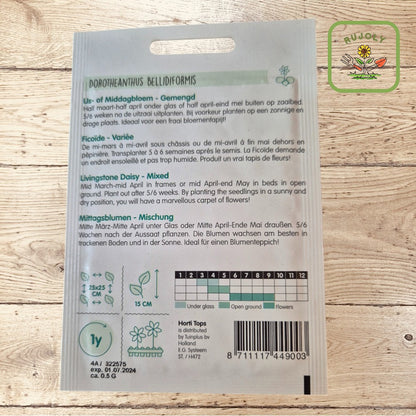 RUJOEY
DOROTHEANTHUS BELLIDIFORMIS
IJs- of Middagbloem - Gemengd
Half maart-half april onder glas of half april-eind mei buiten op zaaibed.
5/6 weken na de uitzaai uitplanten. Bij voorkeur planten op een zonnige en
droge plaats. Ideaal voor een fraai bloementapijt!
Ficoïde - Variée
De mi-mars à mi-avril sous châssis ou de mi-avril à fin mai dehors en
pépinière. Transplanter 5 à 6 semaines après le semis. La Ficoïde demande
un endroit ensoleillé et pas trop humide. Produit un vrai tapis de fleurs!
Livingstone Daisy - Mixed
Mid March-mid April in frames or mid April-end May in beds in open
ground. Plant out after 5/6 weeks. By planting the seedlings in a sunny and
dry position, you will have a marvellous carpet of flowers!
Mittagsblumen - Mischung
Mitte März-Mitte April unter Glas oder Mitte April-Ende Mai draußen. 5/6
Wochen nach der Aussaat pflanzen. Die Blumen wachsen am besten in
trockenen Boden und in der Sonne. Ideal für einen Blumenteppich!
25x25
CM
15 CM
1 2 3 4 5 6 7 8 9 10 11 12
Under glass Open ground Flowers
1y
4A / 322575
exp. 01.07.2024
ca. 0.5 G
Horti Tops
is distributed
by Tuinplus bv
Holland
E.G. Systeem
ST. / H472
8 711117 449003